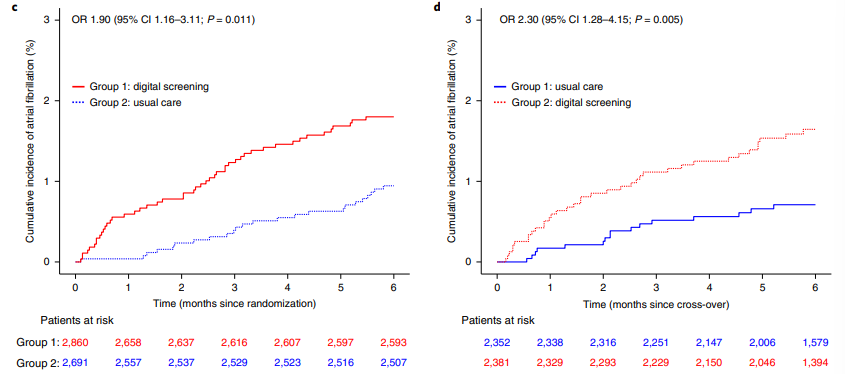 c
OR 1.90 (95% CI 1.16–3.11; P = 0.011)
Cumulative incidence of atrial fibrillation (%)
3
2
1
0
Group 1: digital screening
Group 2: usual care
0 1 2 3 4 5 6
Time (months since randomization)
Patients at risk
Group 1: 2,860 2,658 2,637 2,616 2,607 2,597 2,593
Group 2: 2,691 2,557 2,537 2,529 2,523 2,516 2,507
d
OR 2.30 (95% CI 1.28–4.15; P = 0.005)
Cumulative incidence of atrial fibrillation (%)
3
2
1
0
Group 1: usual care
Group 2: digital screening
0 1 2 3 4 5 6
Time (months since cross-over)
Patients at risk
2,352 2,338 2,316 2,251 2,147 2,006 1,579
2,381 2,329 2,293 2,229 2,150 2,046 1,394